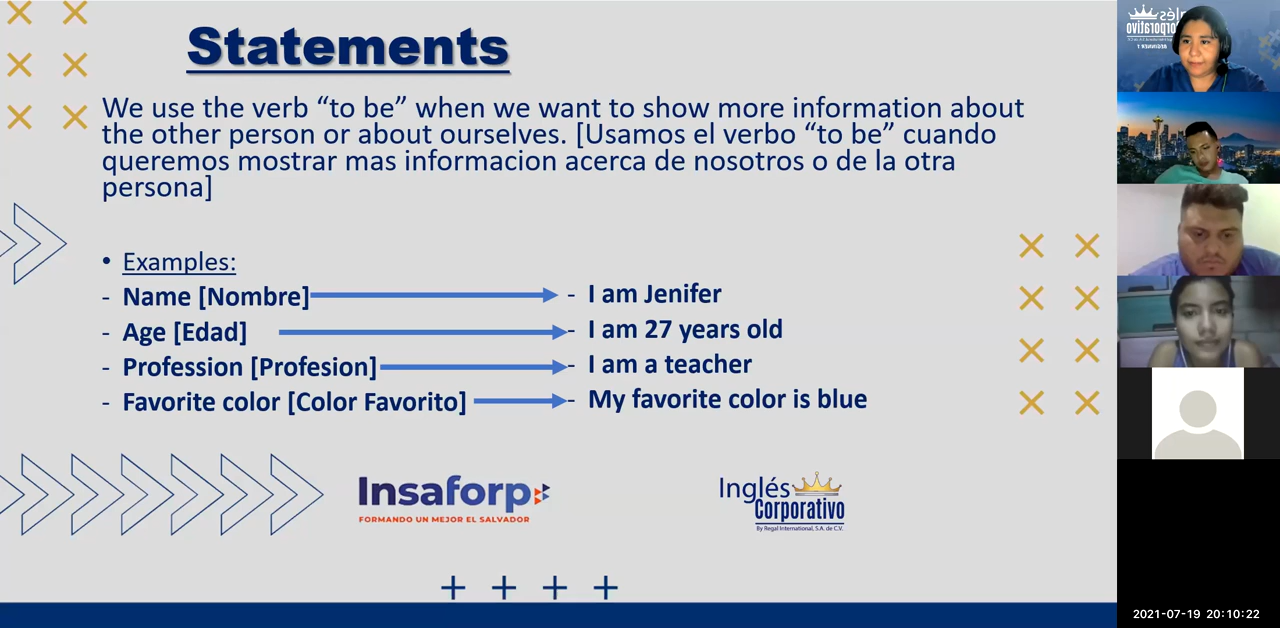 Statements
We use the verb “to be” when we want to show more information about
the other person or about ourselves. [Usamos el verbo “to be” cuando
queremos mostrar mas informacion acerca de nosotros o de la otra
persona]
• Examples:
- Name [Nombre]
- I am Jenifer
- Age [Edad]
- I am 27 years old
- Profession [Profesion]
- I am a teacher
- Favorite color [Color Favorito]
- My favorite color is blue
Insaforp
FORMANDO UN MEJOR EL SALVADOR
Inglés
Corporativo
By Regal International, S.A. de C.V.
Inglés
Corporativo
BEGINNER 1
2021-07-19 20:10:22